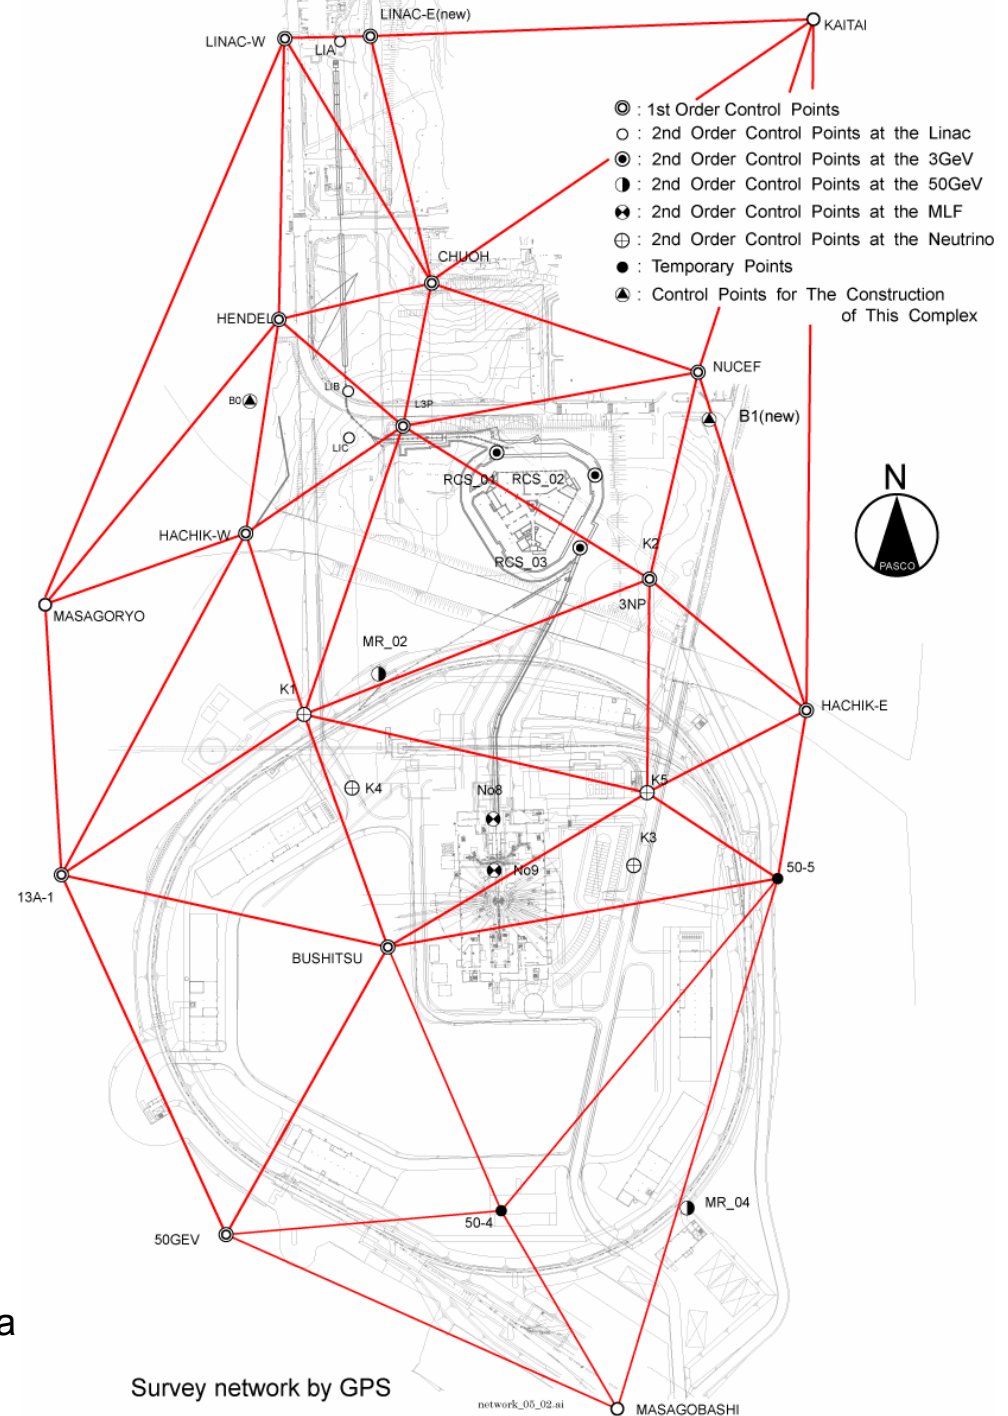 LINAC-E(new)
KAITAI
LINAC-W
LIA
: 1st Order Control Points
: 2nd Order Control Points at the Linac
: 2nd Order Control Points at the 3GeV
: 2nd Order Control Points at the 50GeV
: 2nd Order Control Points at the MLF
: 2nd Order Control Points at the Neutrino
: Temporary Points
: Control Points for The Construction
of This Complex
CHUOH
HENDEL
NUCEF
LIB
B0
L3P
B1(new)
LIC
RCS_01
RCS_02
N
PASCO
HACHIK-W
K2
RCS_03
3NP
MASAGORYO
MR_02
K1
HACHIK-E
K5
K4
No8
K3
No9
50-5
13A-1
BUSHITSU
MR_04
50-4
50GEV
a
Survey network by GPS
network_05_02.ai
MASAGOBASHI